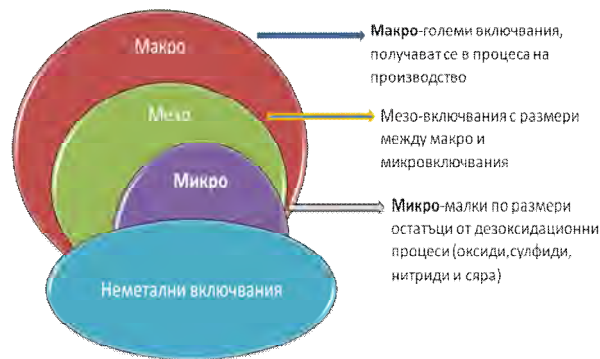 Макро
Мезо
Микро
Неметални включвания
Макро-големи включвания,
получават се в процеса на
производство
Мезо-включвания с размери
между макро и
микровключвания
Микро-малки по размери
остатъци от дезоксидационни
процеси (оксиди,сулфиди,
нитриди и сяра)